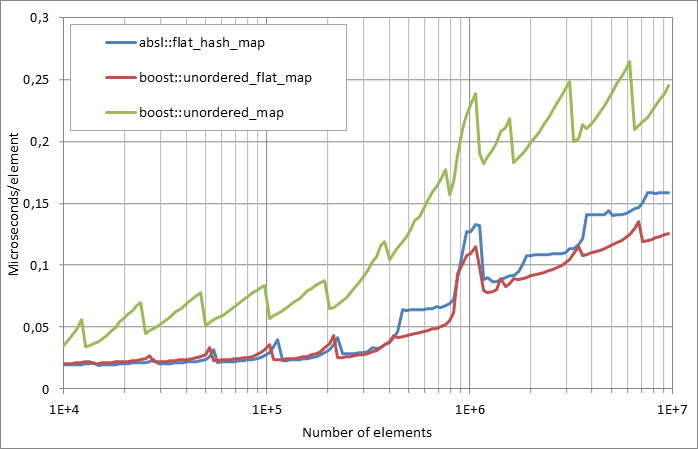 0,3
absl::flat_hash_map
boost::unordered_flat_map
boost::unordered_map
0,25
0,2
0,15
0,1
0,05
0
Microseconds/element
1E+4 1E+5 1E+6 1E+7
Number of elements